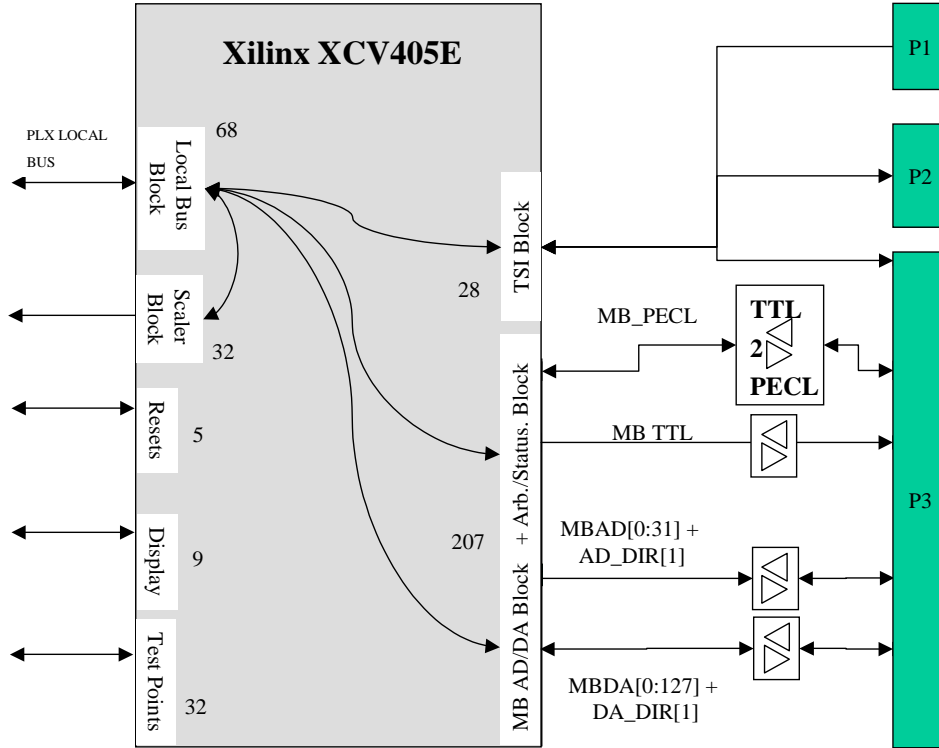 Xilinx XCV405E
P1
PLX LOCAL
BUS
68
Local Bus
Block
P2
TSI Block
28
Scaler
Block
32
MB_PECL
TTL
2
PECL
Resets
5
MB TTL
P3
MB AD/DA Block + Arb./Status. Block
207
Display
9
MBAD[0:31] +
AD_DIR[1]
Test Points
32
MBDA[0:127] +
DA_DIR[1]